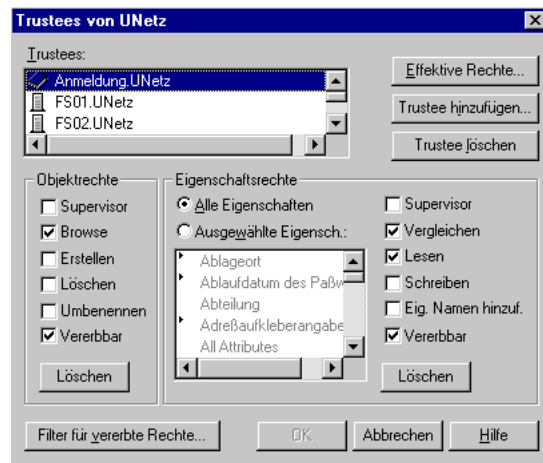 Trustees von UNetz
Trustees:
Anmeldung.UNetz
FS01.UNetz
FS02.UNetz
Effektive Rechte...
Trustee hinzufügen...
Trustee löschen
Objektrechte
Supervisor
Browse
Erstellen
Löschen
Umbenennen
Vererbbar
Löschen
Eigenschaftsrechte
Alle Eigenschaften
Ausgewählte Eigensch.:
Ablageort
Ablaufdatum des Paßw
Abteilung
Adreßaufkleberangabe
All Attributes
Supervisor
Vergleichen
Lesen
Schreiben
Eig. Namen hinzuf.
Vererbbar
Löschen
Filter für vererbte Rechte...
OK
Abbrechen
Hilfe